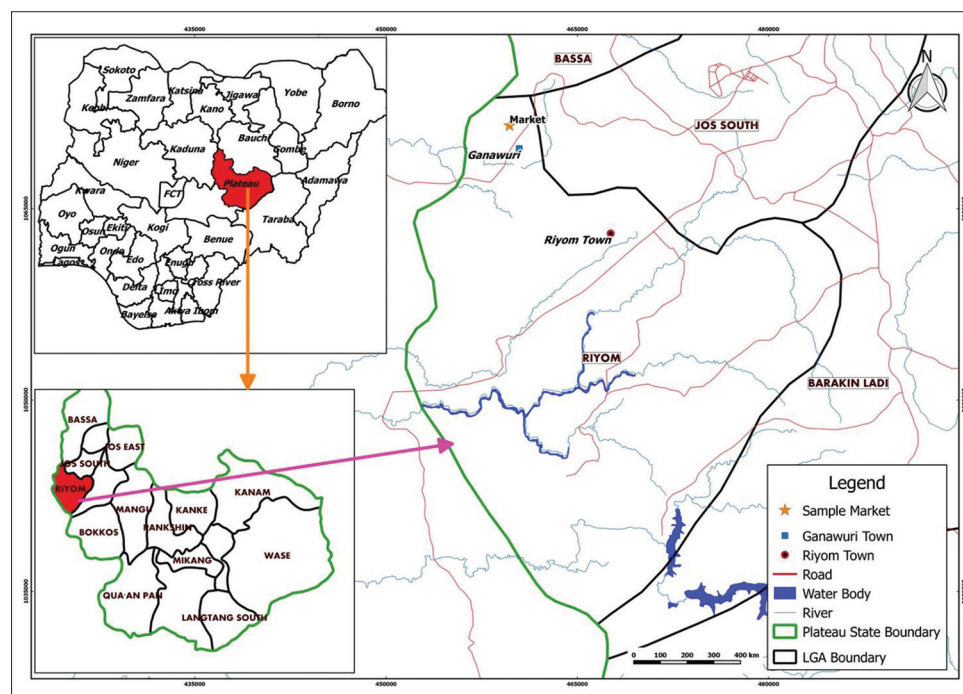 435000 450000 465000 480000
Sokoto
Katsina
Jigawa
Yobe
Borno
Zamfara
Kano
Kebbi
Bauchi
Gombe
Kaduna
Niger
Plateau
Adamawa
FCT
Kwara
Taraba
Oyo
Kogi
Benue
Osun
Ekiti
Ogun
Ondo
Edo
Enugu
Lagos
Cross River
Delta
Imo
Akwa Ibom
Bayelsa
1065000
1050000
1035000
BASSA
JOS EAST
JOS SOUTH
RIYOM
BOKKOS
MANGU
PANKSHIN
KANKE
KANAM
MIKANG
WASE
QUA'AN PAN
LANGTANG SOUTH
BASSA
Market
Ganawuri
JOS SOUTH
N
Riyom Town
RIYOM
BARAKIN LADI
Legend
Sample Market
Ganawuri Town
Riyom Town
Road
Water Body
River
Plateau State Boundary
LGA Boundary
0 100 200 300 400 km
435000 450000 465000 480000